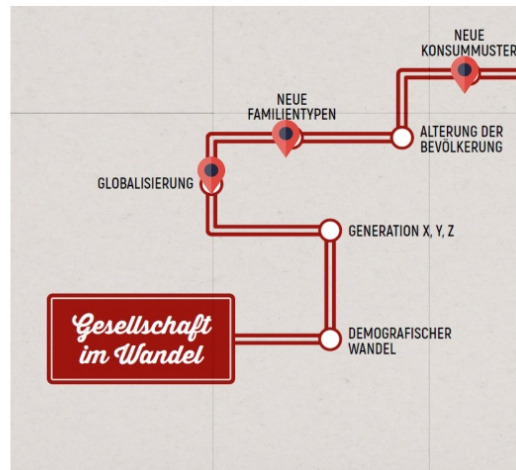 NEUE
KONSUMMUSTER
NEUE
FAMILIENTYPEN
ALTERUNG DER
BEVÖLKERUNG
GLOBALISIERUNG
GENERATION X, Y, Z
Gesellschaft
im Wandel
DEMOGRAFISCHER
WANDEL